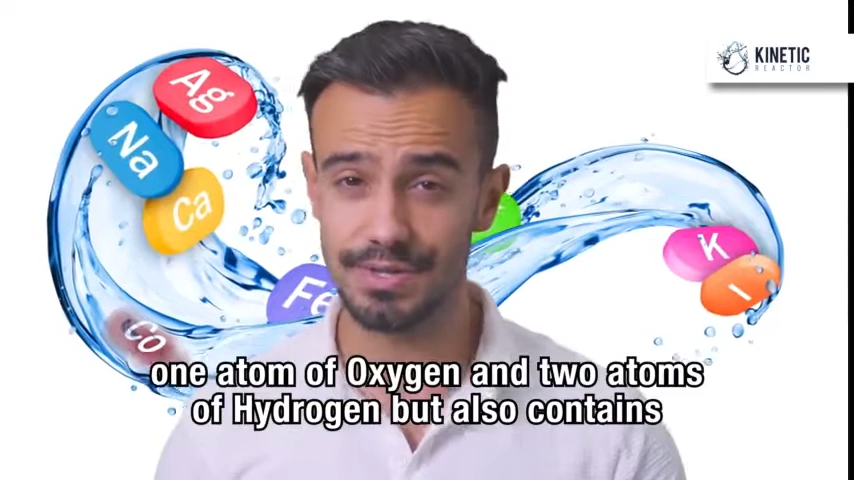 KINETIC
REACTOR
Ag
Na
Ca
K
I
Fe
Co
one atom of Oxygen and two atoms
of Hydrogen but also contains